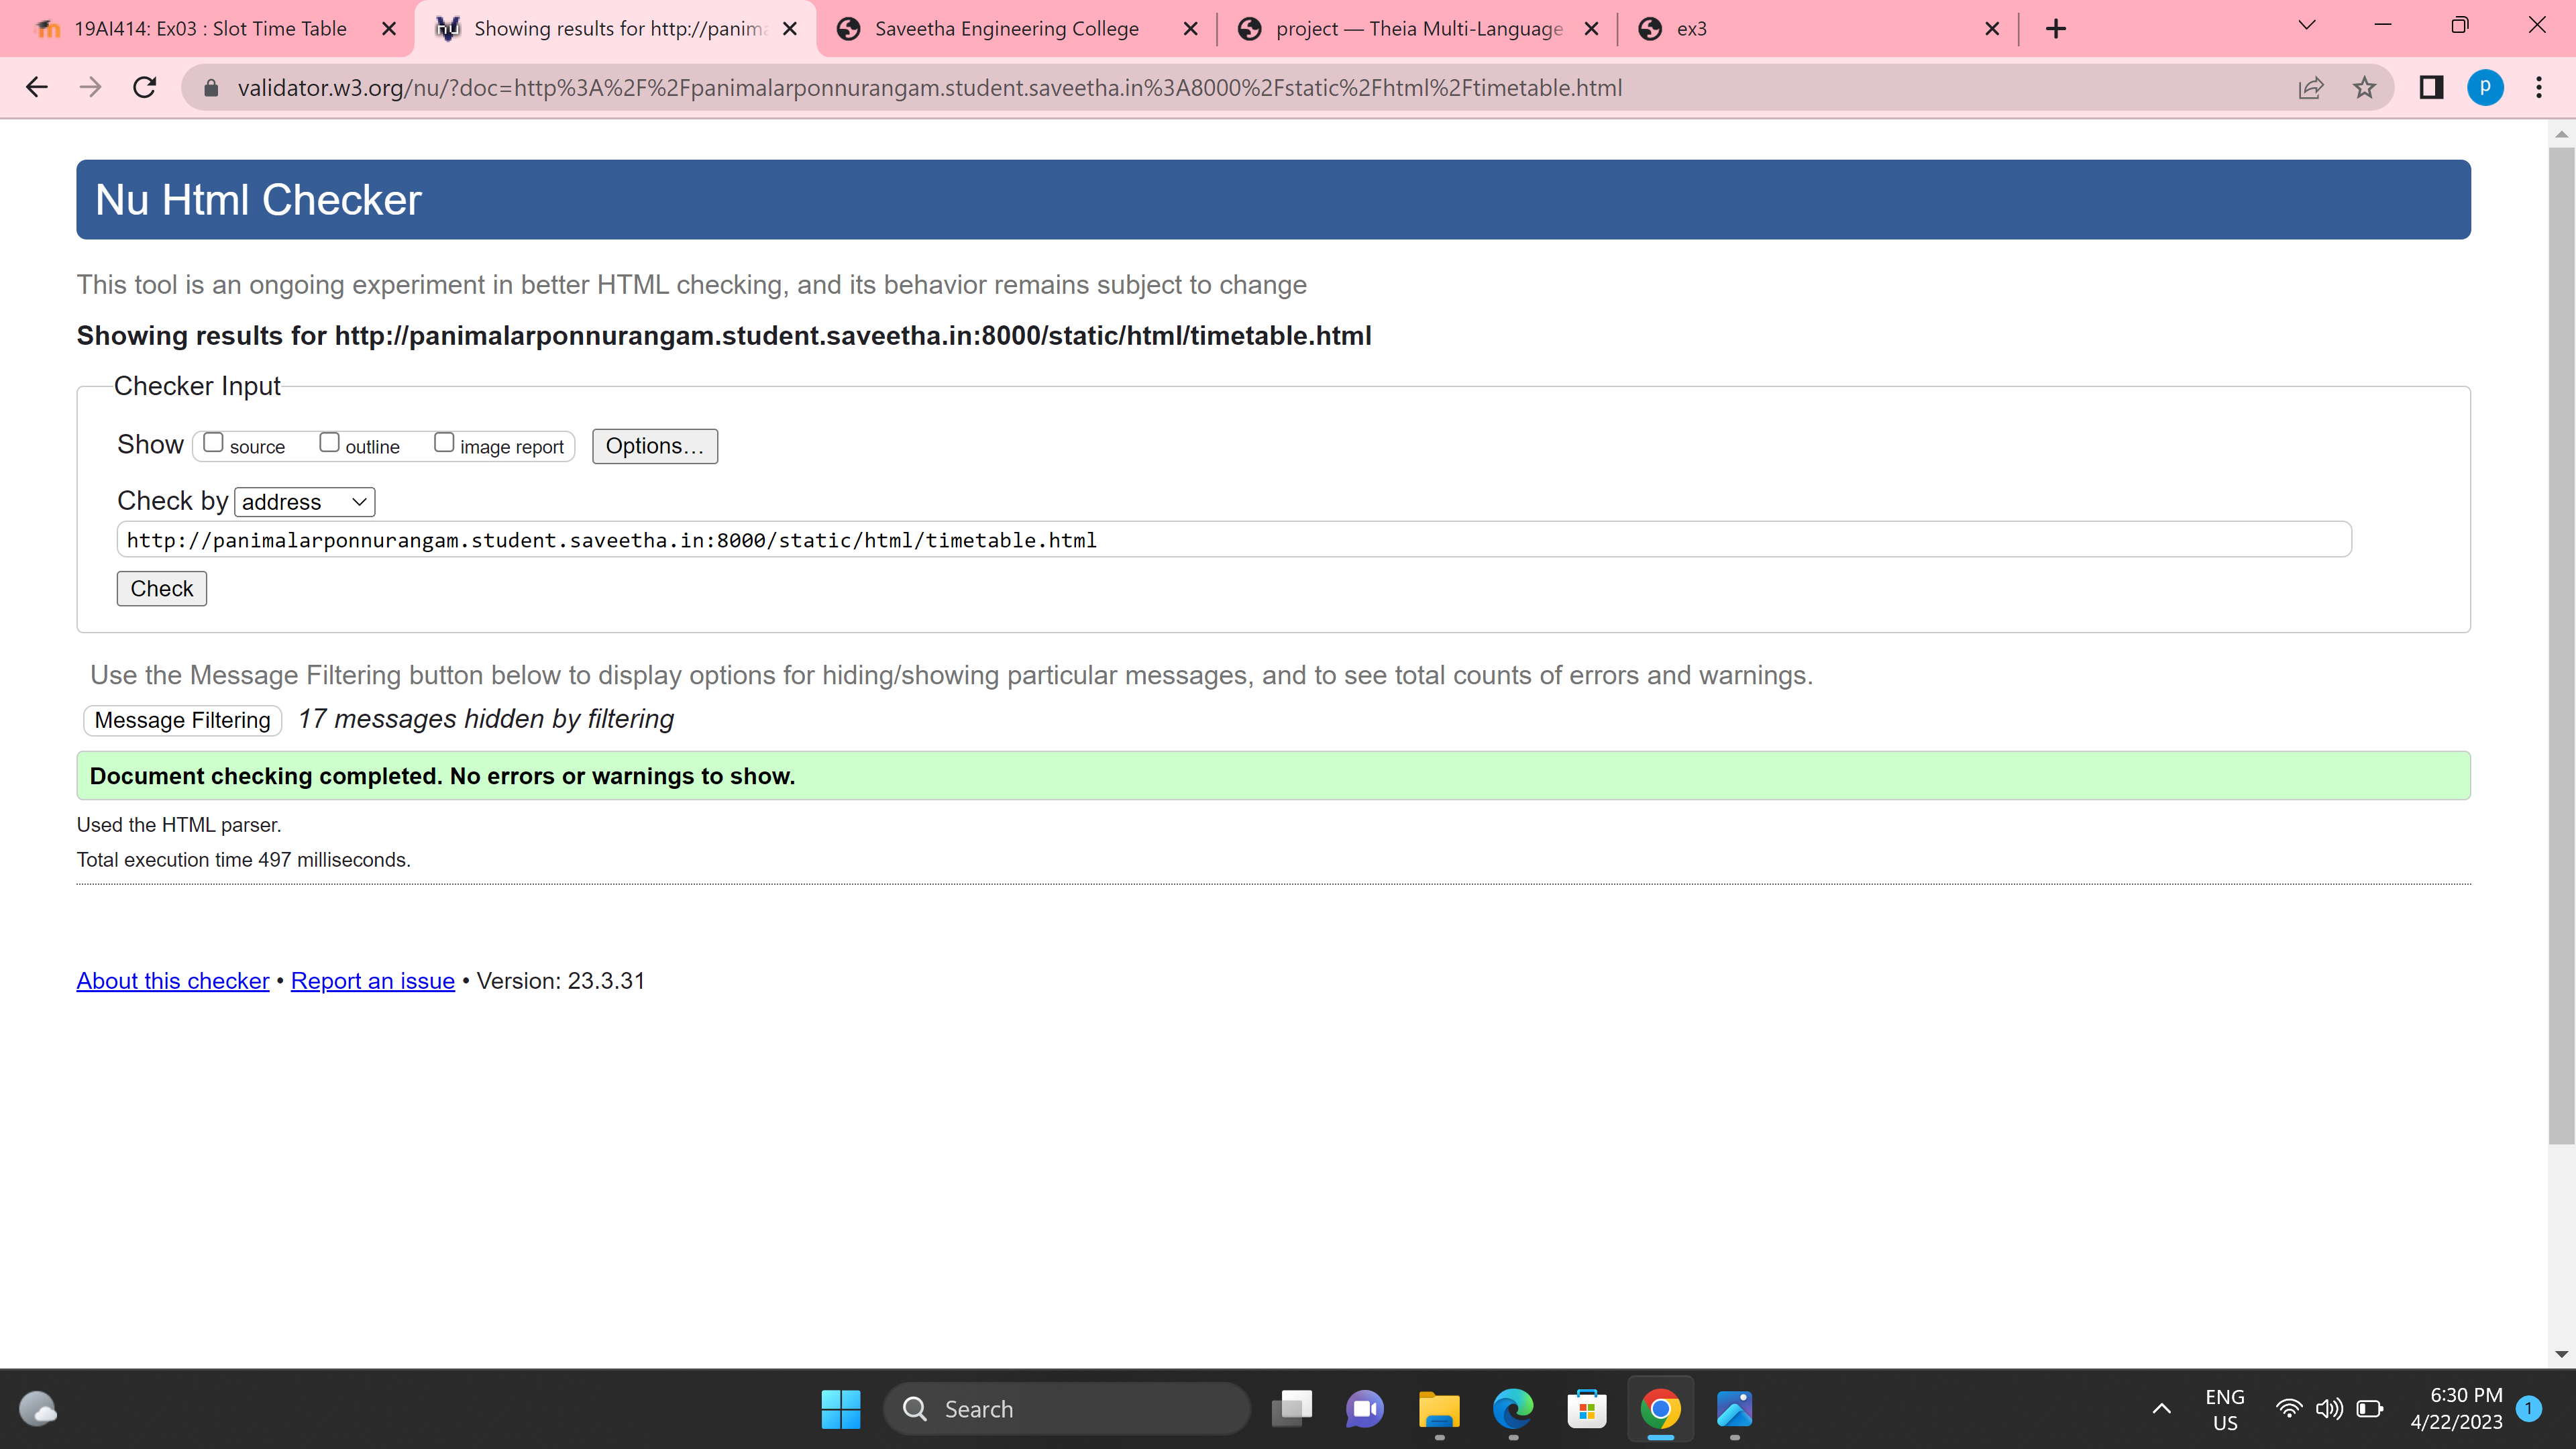 19AI414: Ex03 : Slot Time Table
Showing results for http://panima
Saveetha Engineering College
project — Theia Multi-Language
ex3
validator.w3.org/nu/?doc=http%3A%2F%2Fpanimalarponnurangam.student.saveetha.in%3A8000%2Fstatic%2Fhtml%2Ftimetable.html
p
Nu Html Checker
This tool is an ongoing experiment in better HTML checking, and its behavior remains subject to change
Showing results for http://panimalarponnurangam.student.saveetha.in:8000/static/html/timetable.html
Checker Input
Show source outline image report Options…
Check by address
http://panimalarponnurangam.student.saveetha.in:8000/static/html/timetable.html
Check
Use the Message Filtering button below to display options for hiding/showing particular messages, and to see total counts of errors and warnings.
Message Filtering 17 messages hidden by filtering
Document checking completed. No errors or warnings to show.
Used the HTML parser.
Total execution time 497 milliseconds.
About this checker • Report an issue • Version: 23.3.31
Search
ENG
US
6:30 PM
4/22/2023
1